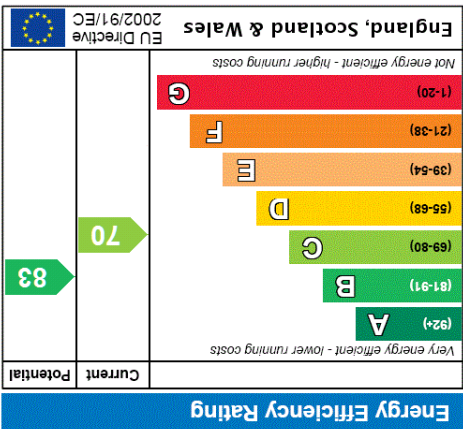 Energy Efficiency Rating
Current Potential
Very energy efficient - lower running costs
(92+) A
(81-91) B
(69-80) C
(55-68) D
(39-54) E
(21-38) F
(1-20) G
70
83
Not energy efficient - higher running costs
England, Scotland & Wales
EU Directive
2002/91/EC